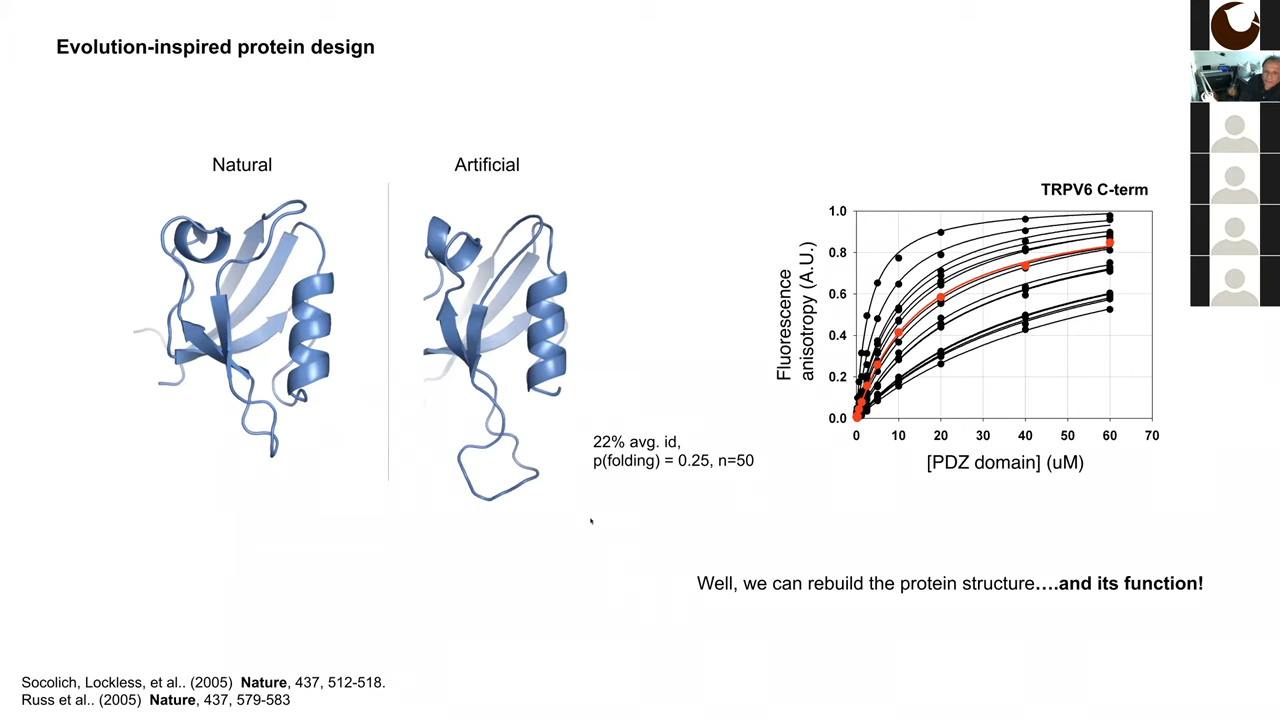 Evolution-inspired protein design
Natural
Artificial
22% avg. id,
p(folding) = 0.25, n=50
TRPV6 C-term
Fluorescence
anisotropy (A.U.)
1.0
0.8
0.6
0.4
0.2
0.0
0 10 20 30 40 50 60 70
[PDZ domain] (uM)
Well, we can rebuild the protein structure....and its function!
Socolich, Lockless, et al.. (2005) Nature, 437, 512-518.
Russ et al.. (2005) Nature, 437, 579-583